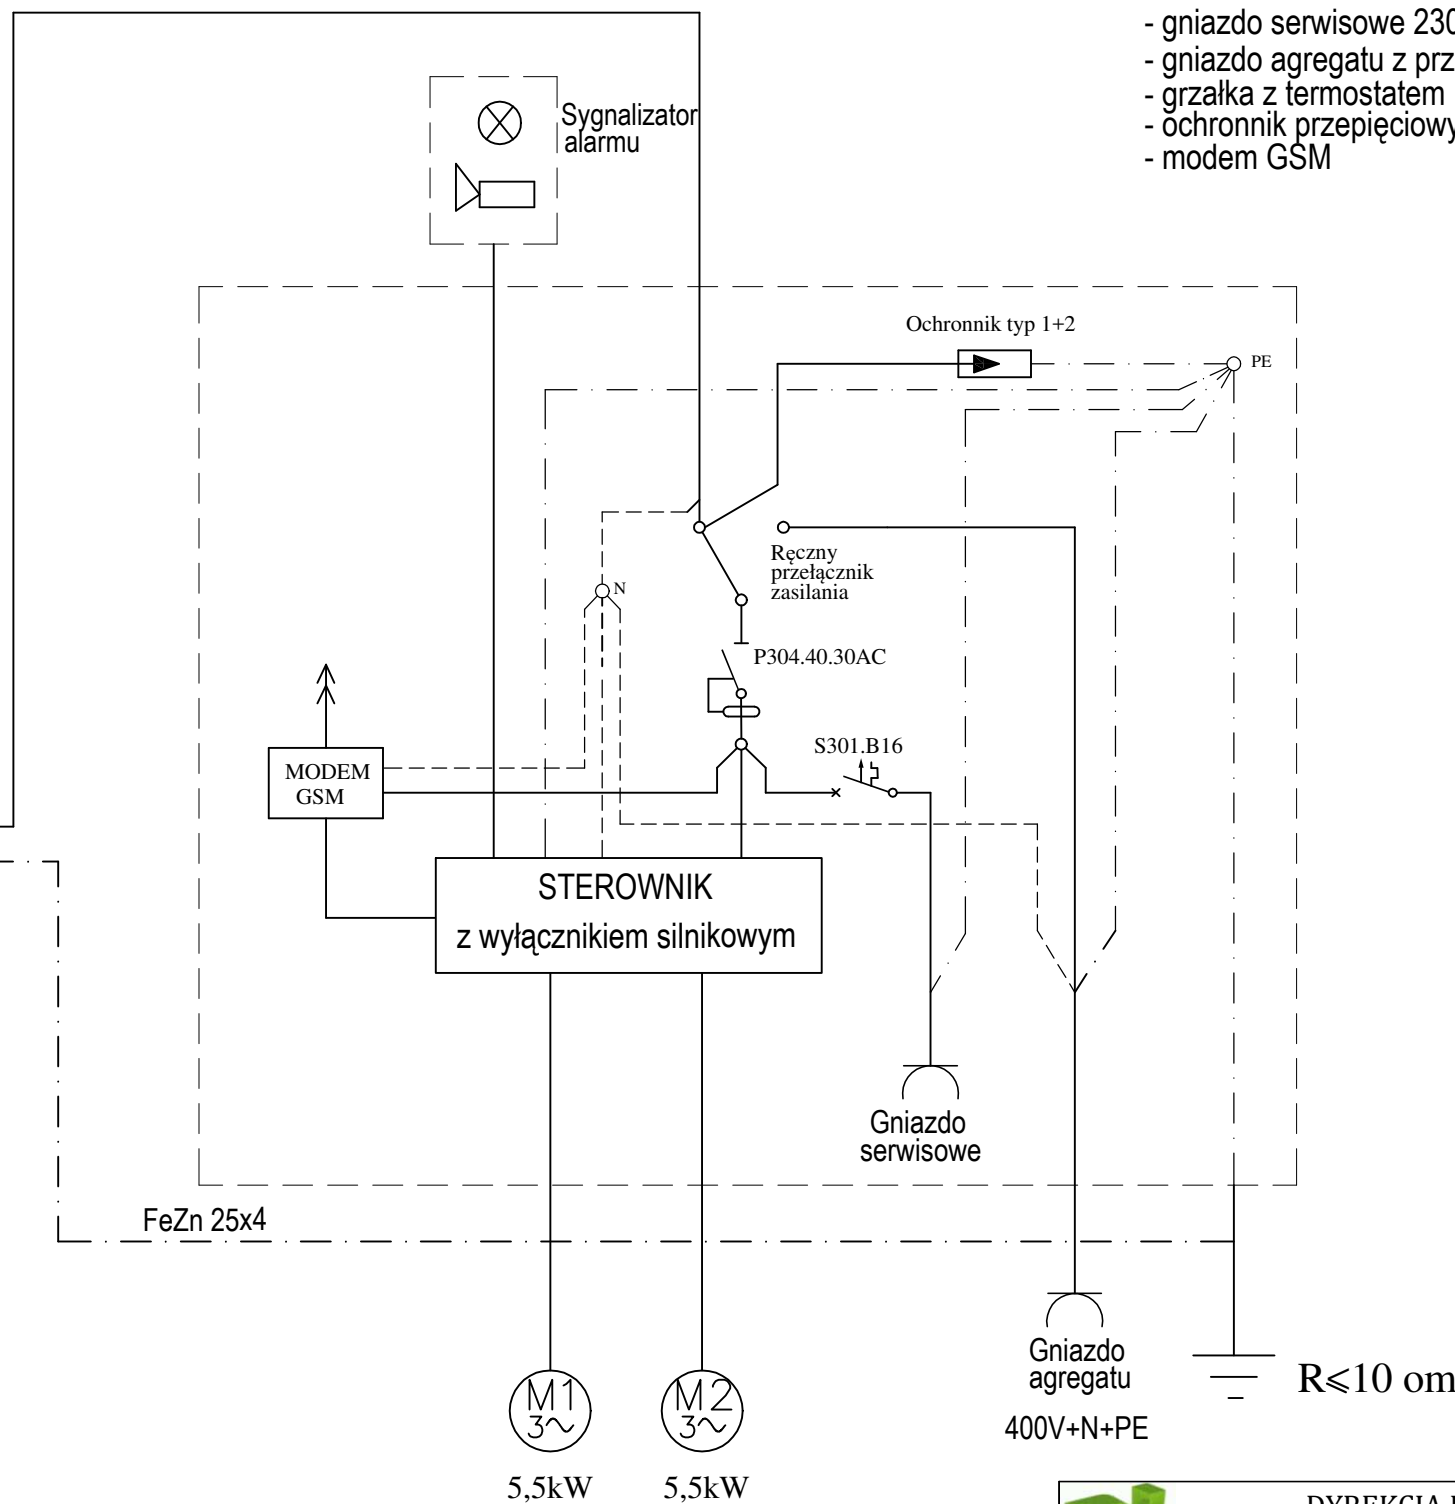 - gniazdo serwisowe 230
- gniazdo agregatu z prz
- grzałka z termostatem
- ochronnik przepięciowy
- modem GSM
Sygnalizator
alarmu
Ochronnik typ 1+2
PE
Ręczny
przełącznik
zasilania
N
P304.40.30AC
S301.B16
MODEM
GSM
STEROWNIK
z wyłącznikiem silnikowym
Gniazdo
serwisowe
FeZn 25x4
Gniazdo
agregatu
400V+N+PE
R⩽10 om
M1
3~
5,5kW
M2
3~
5,5kW